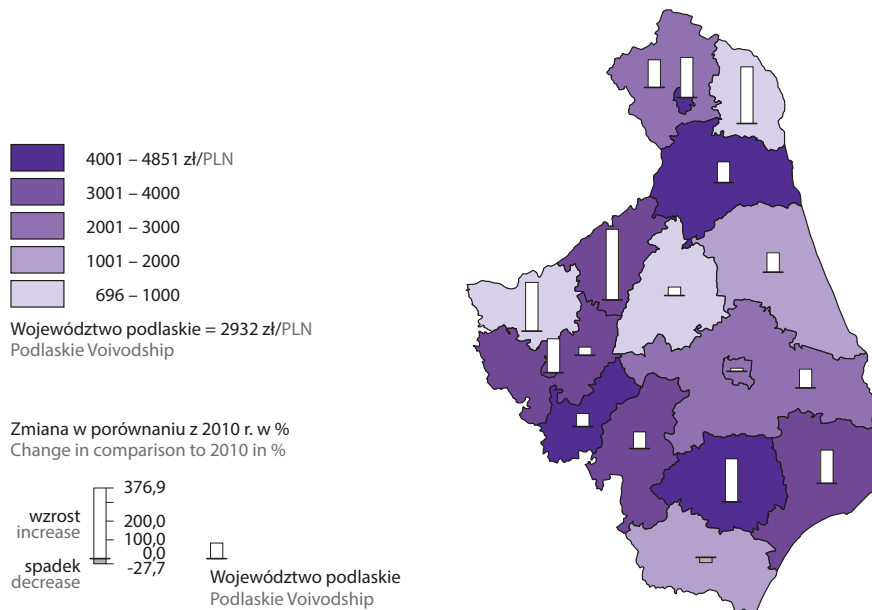 4001 – 4851 zł/PLN
3001 – 4000
2001 – 3000
1001 – 2000
696 – 1000
Województwo podlaskie = 2932 zł/PLN
Podlaskie Voivodship
Zmiana w porównaniu z 2010 r. w %
Change in comparison to 2010 in %
376,9
wzrost
increase
200,0
100,0
0,0
spadek
decrease
-27,7
Województwo podlaskie
Podlaskie Voivodship